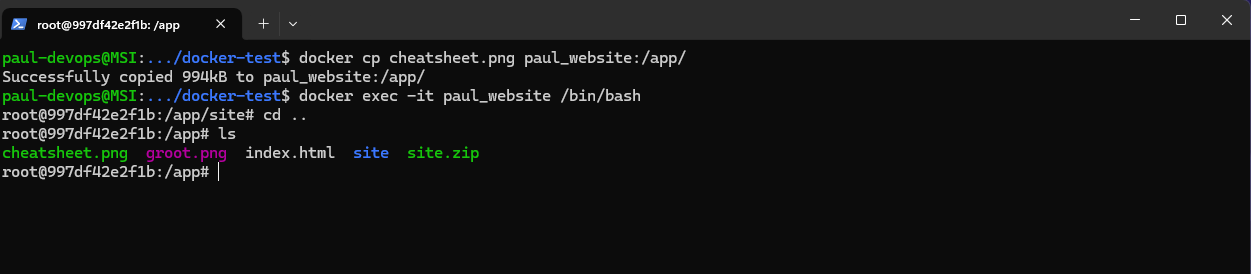 root@997df42e2f1b: /app
paul-devops@MSI:.../docker-test$ docker cp cheatsheet.png paul_website:/app/
Successfully copied 994kB to paul_website:/app/
paul-devops@MSI:.../docker-test$ docker exec -it paul_website /bin/bash
root@997df42e2f1b:/app/site# cd ..
root@997df42e2f1b:/app# ls
cheatsheet.png  groot.png  index.html  site  site.zip
root@997df42e2f1b:/app#